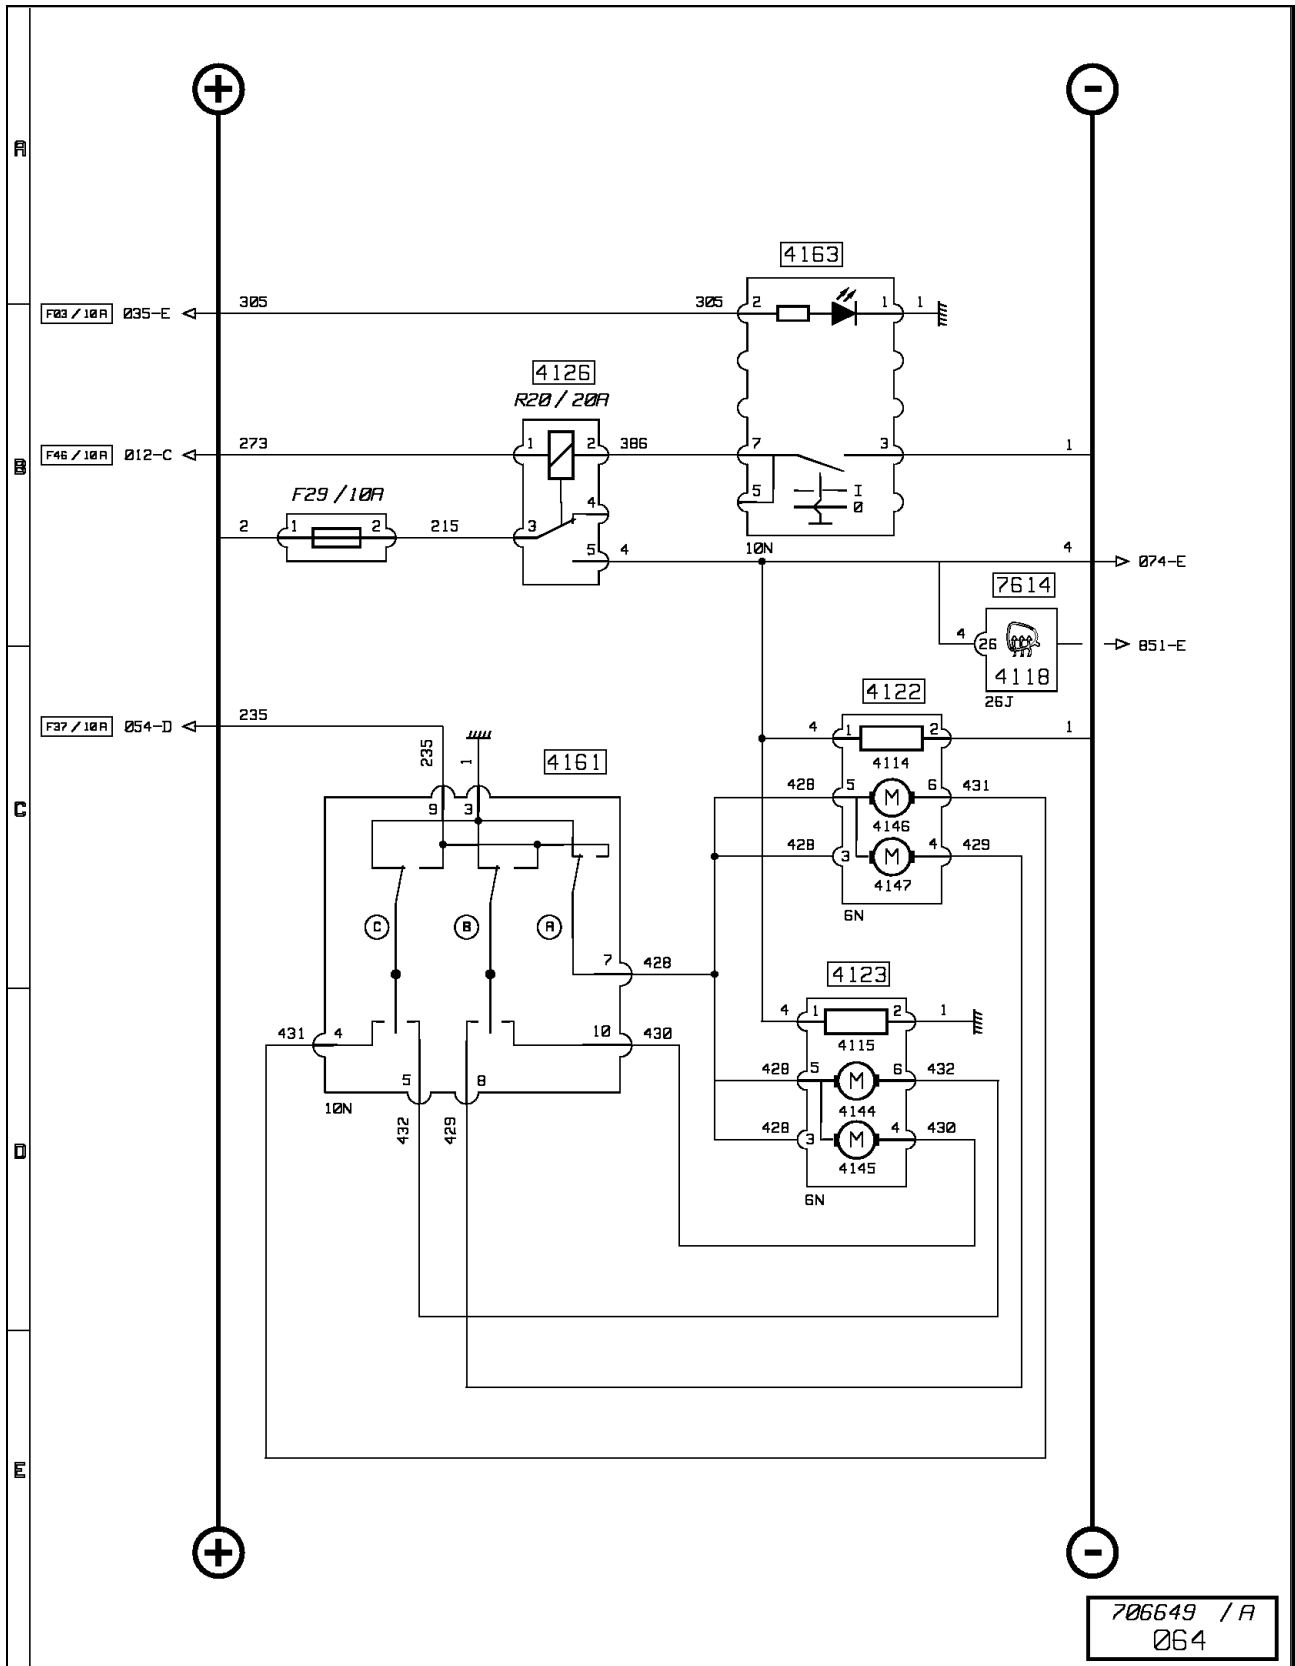 + -
A
4163
F03 / 10A 035-E 305 305 2 1 1
4126
R20 / 20A
B
F46 / 10A 012-C 273 1 2 386 7 3 1
F29 / 10A
5 I
4 0
2 1 2 215 3
10N
5 4 4 074-E
7614
4 26 851-E
4118
26J
4122
F37 / 10A 054-D 235
235 1
4 1 2 1
4161
4114
428 5 M 6 431
C
9 3
4146
428 3 M 4 429
4147
6N
C B A
7 428
4123
4 1 2 1
431 4 10 430
4115
428 5 M 6 432
5 8
10N
4144
432 429
428 3 M 4 430
D
4145
6N
E
+ -
706649 / A
064